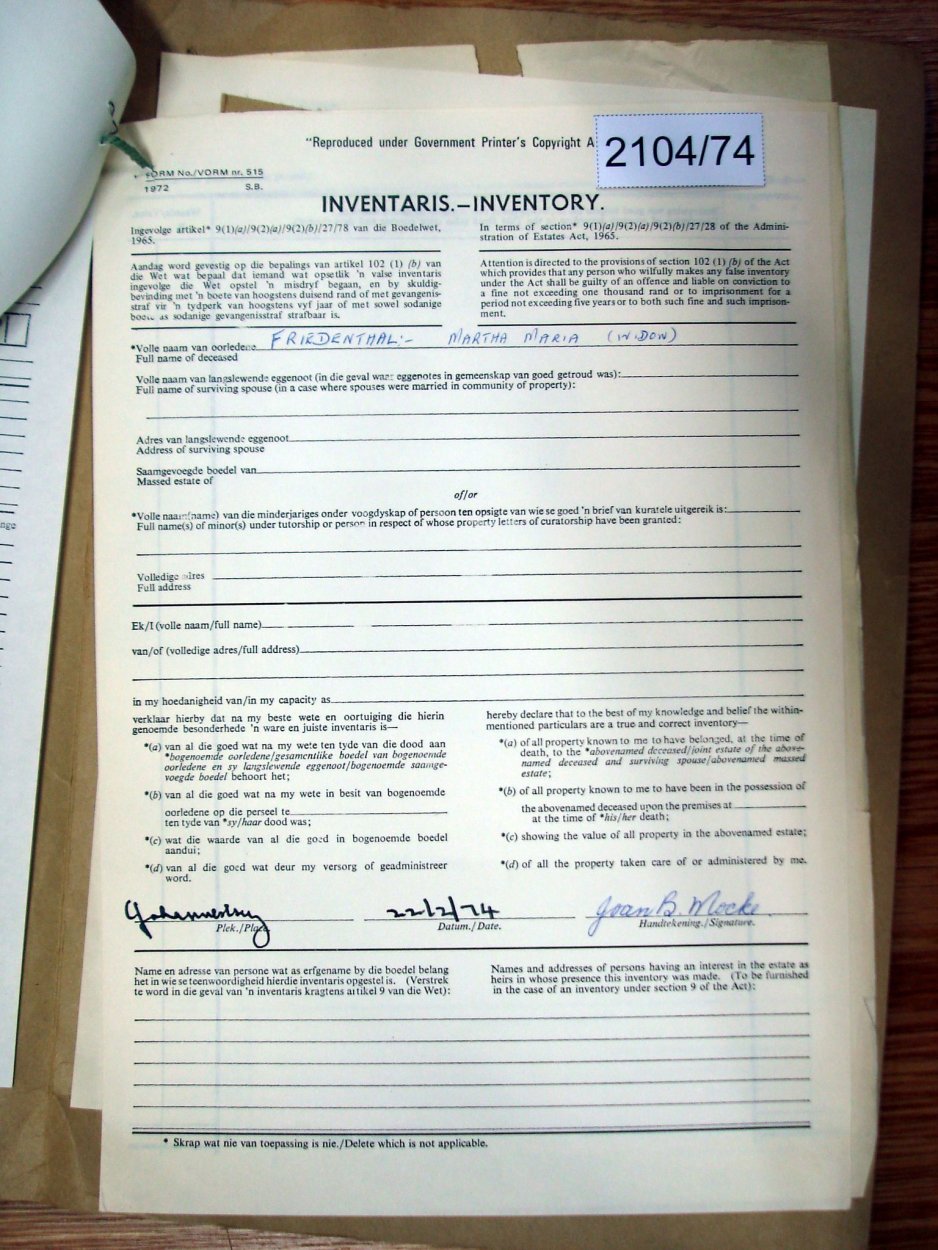 "Reproduced under Government Printer's Copyright A
2104/74
FORM No./VORM nr. 515
1972 S.B.
INVENTARIS.—INVENTORY.
Ingevolge artikel* 9(1)(a)/9(2)(a)/9(2)(b)/27/78 van die Boedelwet,
1965.
Aandag word gevestig op die bepalings van artikel 102 (1) (b) van
die Wet wat bepaal dat iemand wat opsetlik 'n valse inventaris
ingevolge die Wet opstel 'n misdryf begaan, en by skuldig-
bevinding met 'n boete van hoogstens duisend rand of met gevangenis-
straf vir 'n tydperk van hoogstens vyf jaar of met sowel sodanige
boete as sodanige gevangenisstraf strafbaar is.
In terms of section* 9(1)(a)/9(2)(a)/9(2)(b)/27/28 of the Admini-
stration of Estates Act, 1965.
Attention is directed to the provisions of section 102 (1) (b) of the Act
which provides that any person who wilfully makes any false inventory
under the Act shall be guilty of an offence and liable on conviction to
a fine not exceeding one thousand rand or to imprisonment for a
period not exceeding five years or to both such fine and such imprison-
ment.
*Volle naam van oorledene FRIEDENTHAL:- MARTHA MARIA (WIDOW)
Full name of deceased
Volle naam van langslewende eggenoot (in die geval waar eggenotes in gemeenskap van goed getroud was):
Full name of surviving spouse (in a case where spouses were married in community of property):
Adres van langslewende eggenoot
Address of surviving spouse
Saamgevoegde boedel van
Massed estate of
of/or
*Volle naam(name) van die minderjariges onder voogdyskap of persoon ten opsigte van wie se goed 'n brief van kuratele uitgereik is:
Full name(s) of minor(s) under tutorship or person in respect of whose property letters of curatorship have been granted:
Volledige adres
Full address
Ek/I (volle naam/full name)
van/of (volledige adres/full address)
in my hoedanigheid van/in my capacity as
verklaar hierby dat na my beste wete en oortuiging die hierin
genoemde besonderhede 'n ware en juiste inventaris is—
*(a) van al die goed wat na my wete ten tyde van die dood aan
*bogenoemde oorledene/gesamentlike boedel van bogenoemde
oorledene en sy langslewende eggenoot/bogenoemde saamge-
voegde boedel behoort het;
*(b) van al die goed wat na my wete in besit van bogenoemde
oorledene op die perseel te
ten tyde van *sy/haar dood was;
*(c) wat die waarde van al die goed in bogenoemde boedel
aandui;
*(d) van al die goed wat deur my versorg of geadministreer
word.
hereby declare that to the best of my knowledge and belief the within-
mentioned particulars are a true and correct inventory—
*(a) of all property known to me to have belonged, at the time of
death, to the *abovenamed deceased/joint estate of the above-
named deceased and surviving spouse/abovenamed massed
estate;
*(b) of all property known to me to have been in the possession of
the abovenamed deceased upon the premises at
at the time of *his/her death;
*(c) showing the value of all property in the abovenamed estate;
*(d) of all the property taken care of or administered by me.
Johannesburg 22/2/74 Joan B. Mocke
Plek./Place Datum./Date. Handtekening./Signature.
Name en adresse van persone wat as erfgename by die boedel belang
het in wie se teenwoordigheid hierdie inventaris opgestel is. (Verstrek
te word in die geval van 'n inventaris kragtens artikel 9 van die Wet):
Names and addresses of persons having an interest in the estate as
heirs in whose presence this inventory was made. (To be furnished
in the case of an inventory under section 9 of the Act):
* Skrap wat nie van toepassing is nie./Delete which is not applicable.